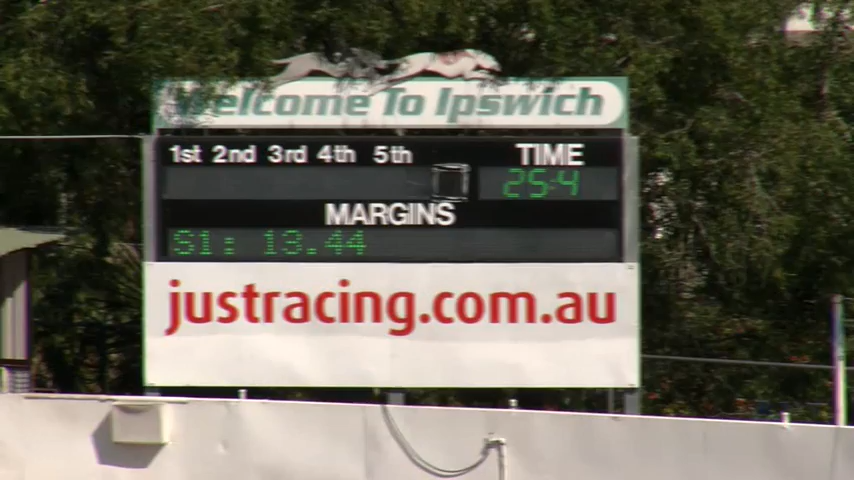 Welcome To Ipswich
1st 2nd 3rd 4th 5th TIME
25.4
MARGINS
S1: 13.44
justracing.com.au